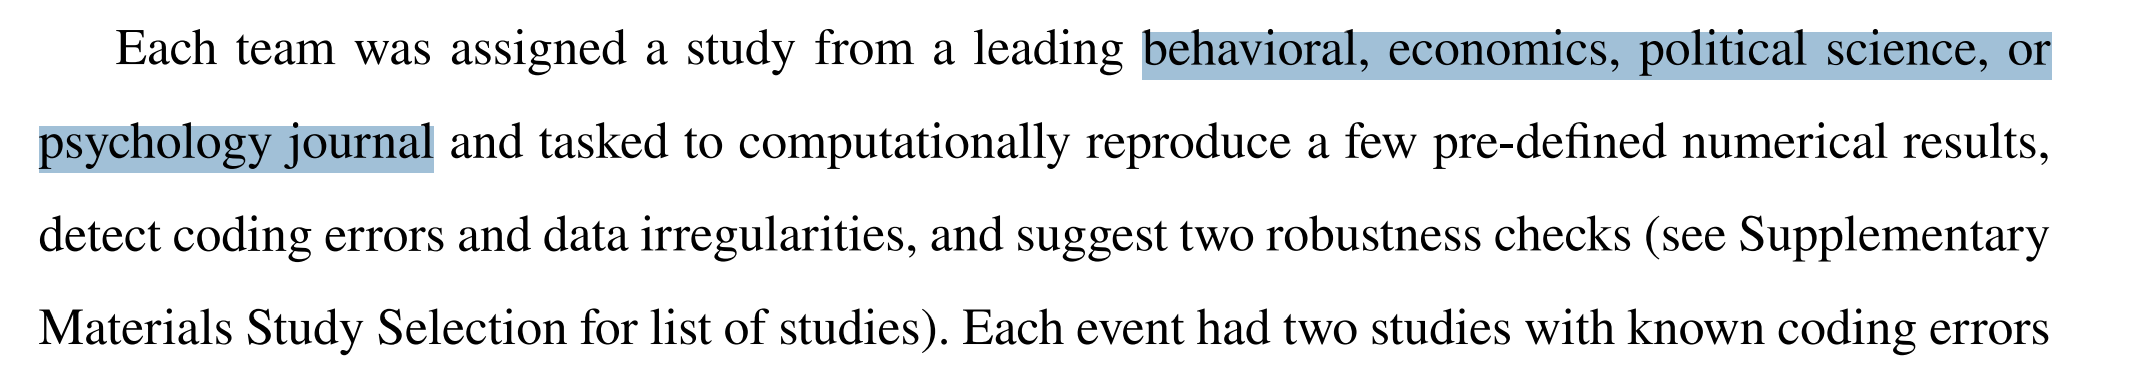 Each team was assigned a study from a leading behavioral, economics, political science, or
psychology journal and tasked to computationally reproduce a few pre-defined numerical results,
detect coding errors and data irregularities, and suggest two robustness checks (see Supplementary
Materials Study Selection for list of studies). Each event had two studies with known coding errors